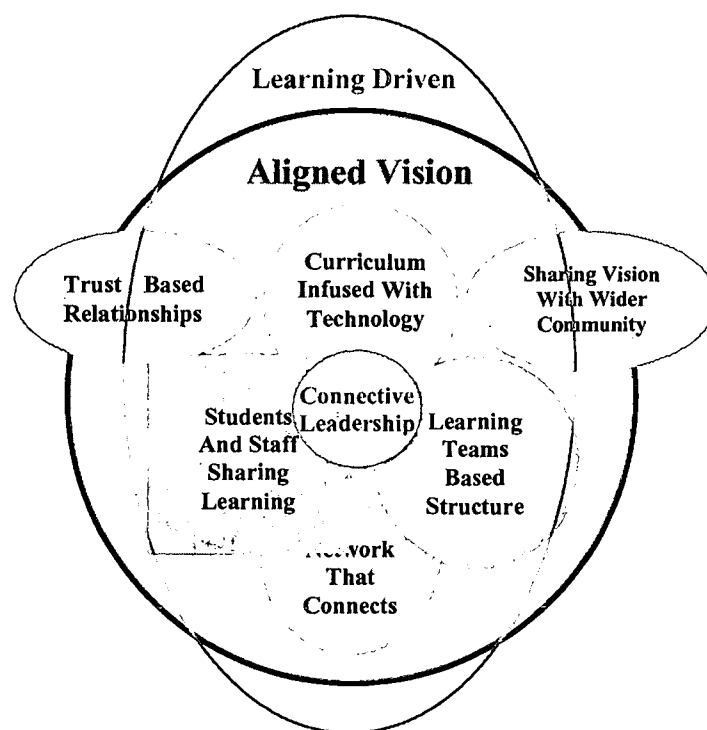 Learning Driven
Aligned Vision
Trust Based
Relationships
Curriculum
Infused With
Technology
Sharing Vision
With Wider
Community
Connective
Leadership
Students
And Staff
Sharing
Learning
Learning
Teams
Based
Structure
Network
That
Connects